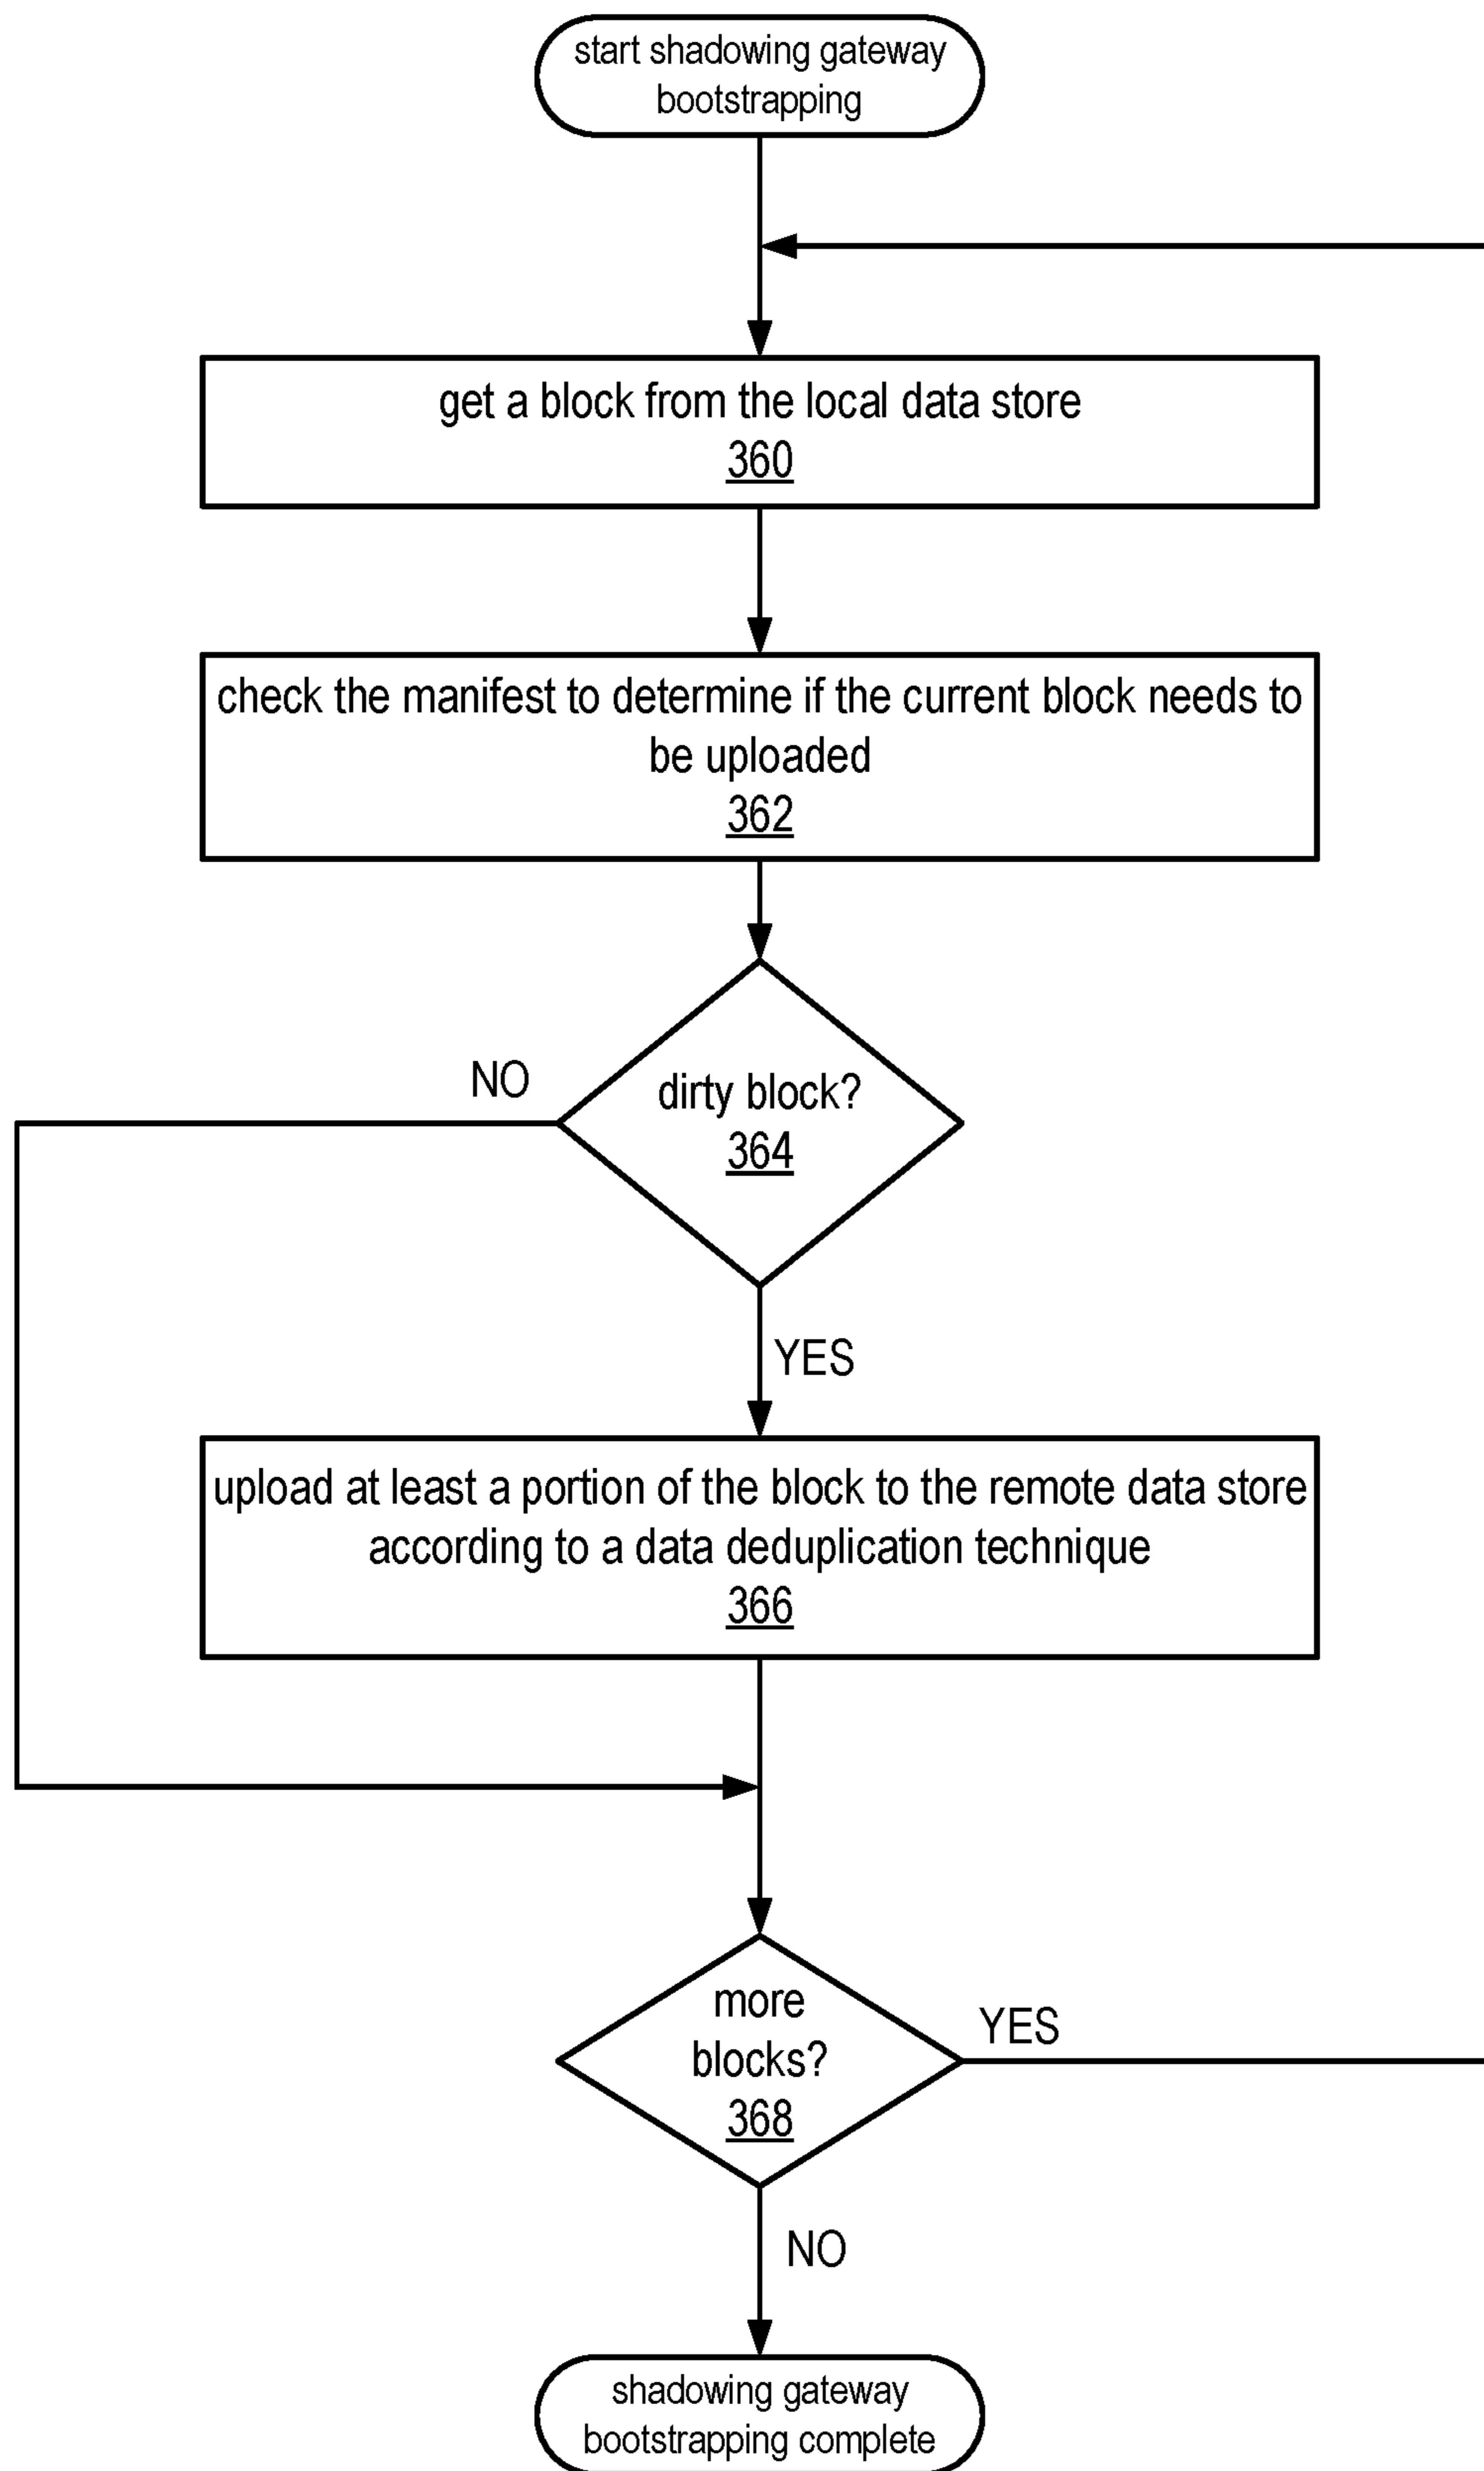 start shadowing gateway
bootstrapping
get a block from the local data store
360
check the manifest to determine if the current block needs to
be uploaded
362
dirty block?
364
NO
YES
upload at least a portion of the block to the remote data store
according to a data deduplication technique
366
more
blocks?
368
YES
NO
shadowing gateway
bootstrapping complete